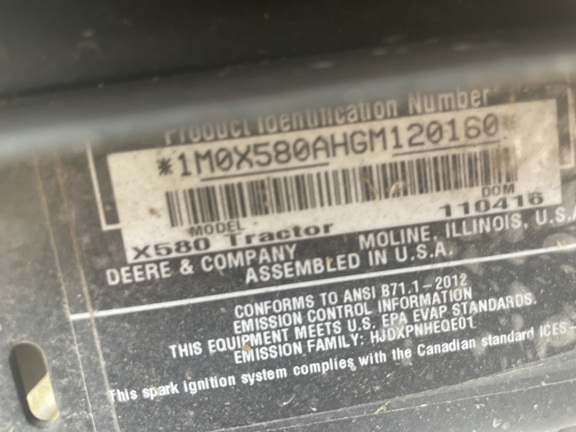 Product Identification Number
*1M0X580AHGM120160*
MODEL
DOM
X580 Tractor
110416
DEERE & COMPANY
MOLINE, ILLINOIS, U.S.A
ASSEMBLED IN U.S.A.
CONFORMS TO ANSI B71.1-2012
EMISSION CONTROL INFORMATION
THIS EQUIPMENT MEETS U.S. EPA EVAP STANDARDS.
EMISSION FAMILY: HJDXPNHEQE01
This spark ignition system complies with the Canadian standard ICES-